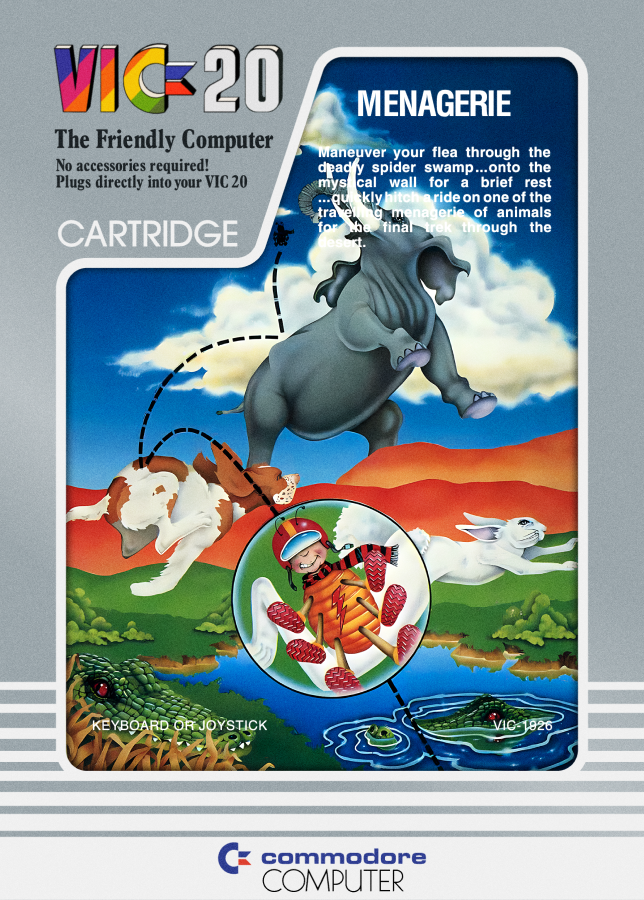 VIC-20
MENAGERIE
The Friendly Computer
No accessories required!
Plugs directly into your VIC 20
CARTRIDGE
Maneuver your flea through the
deadly spider swamp...onto the
mystical wall for a brief rest
...quickly hitch a ride on one of the
travelling menagerie of animals
for the final trek through the
desert.
KEYBOARD OR JOYSTICK
VIC-1926
commodore
COMPUTER